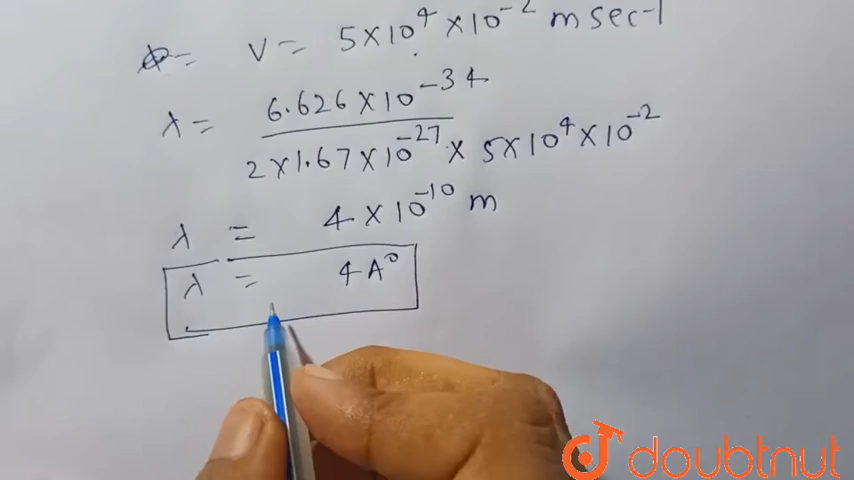 V = 5×10⁴×10⁻² m sec-1
λ = 6.626×10⁻³⁴
2×1.67×10⁻²⁷ × 5×10⁴×10⁻²
λ = 4×10⁻¹⁰ m
λ = 4A⁰
doubtnut